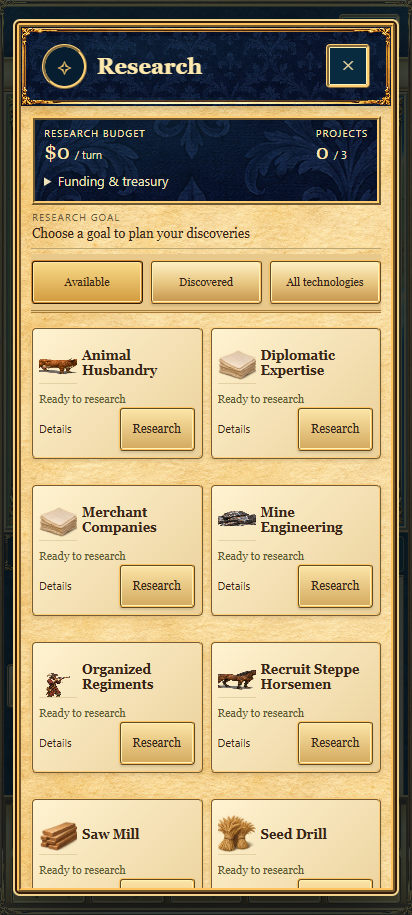 Research
RESEARCH BUDGET
PROJECTS
$0 / turn
0 / 3
Funding & treasury
RESEARCH GOAL
Choose a goal to plan your discoveries
Available
Discovered
All technologies
Animal
Husbandry
Ready to research
Details
Research
Diplomatic
Expertise
Ready to research
Details
Research
Merchant
Companies
Ready to research
Details
Research
Mine
Engineering
Ready to research
Details
Research
Organized
Regiments
Ready to research
Details
Research
Recruit Steppe
Horsemen
Ready to research
Details
Research
Saw Mill
Ready to research
Seed Drill
Ready to research